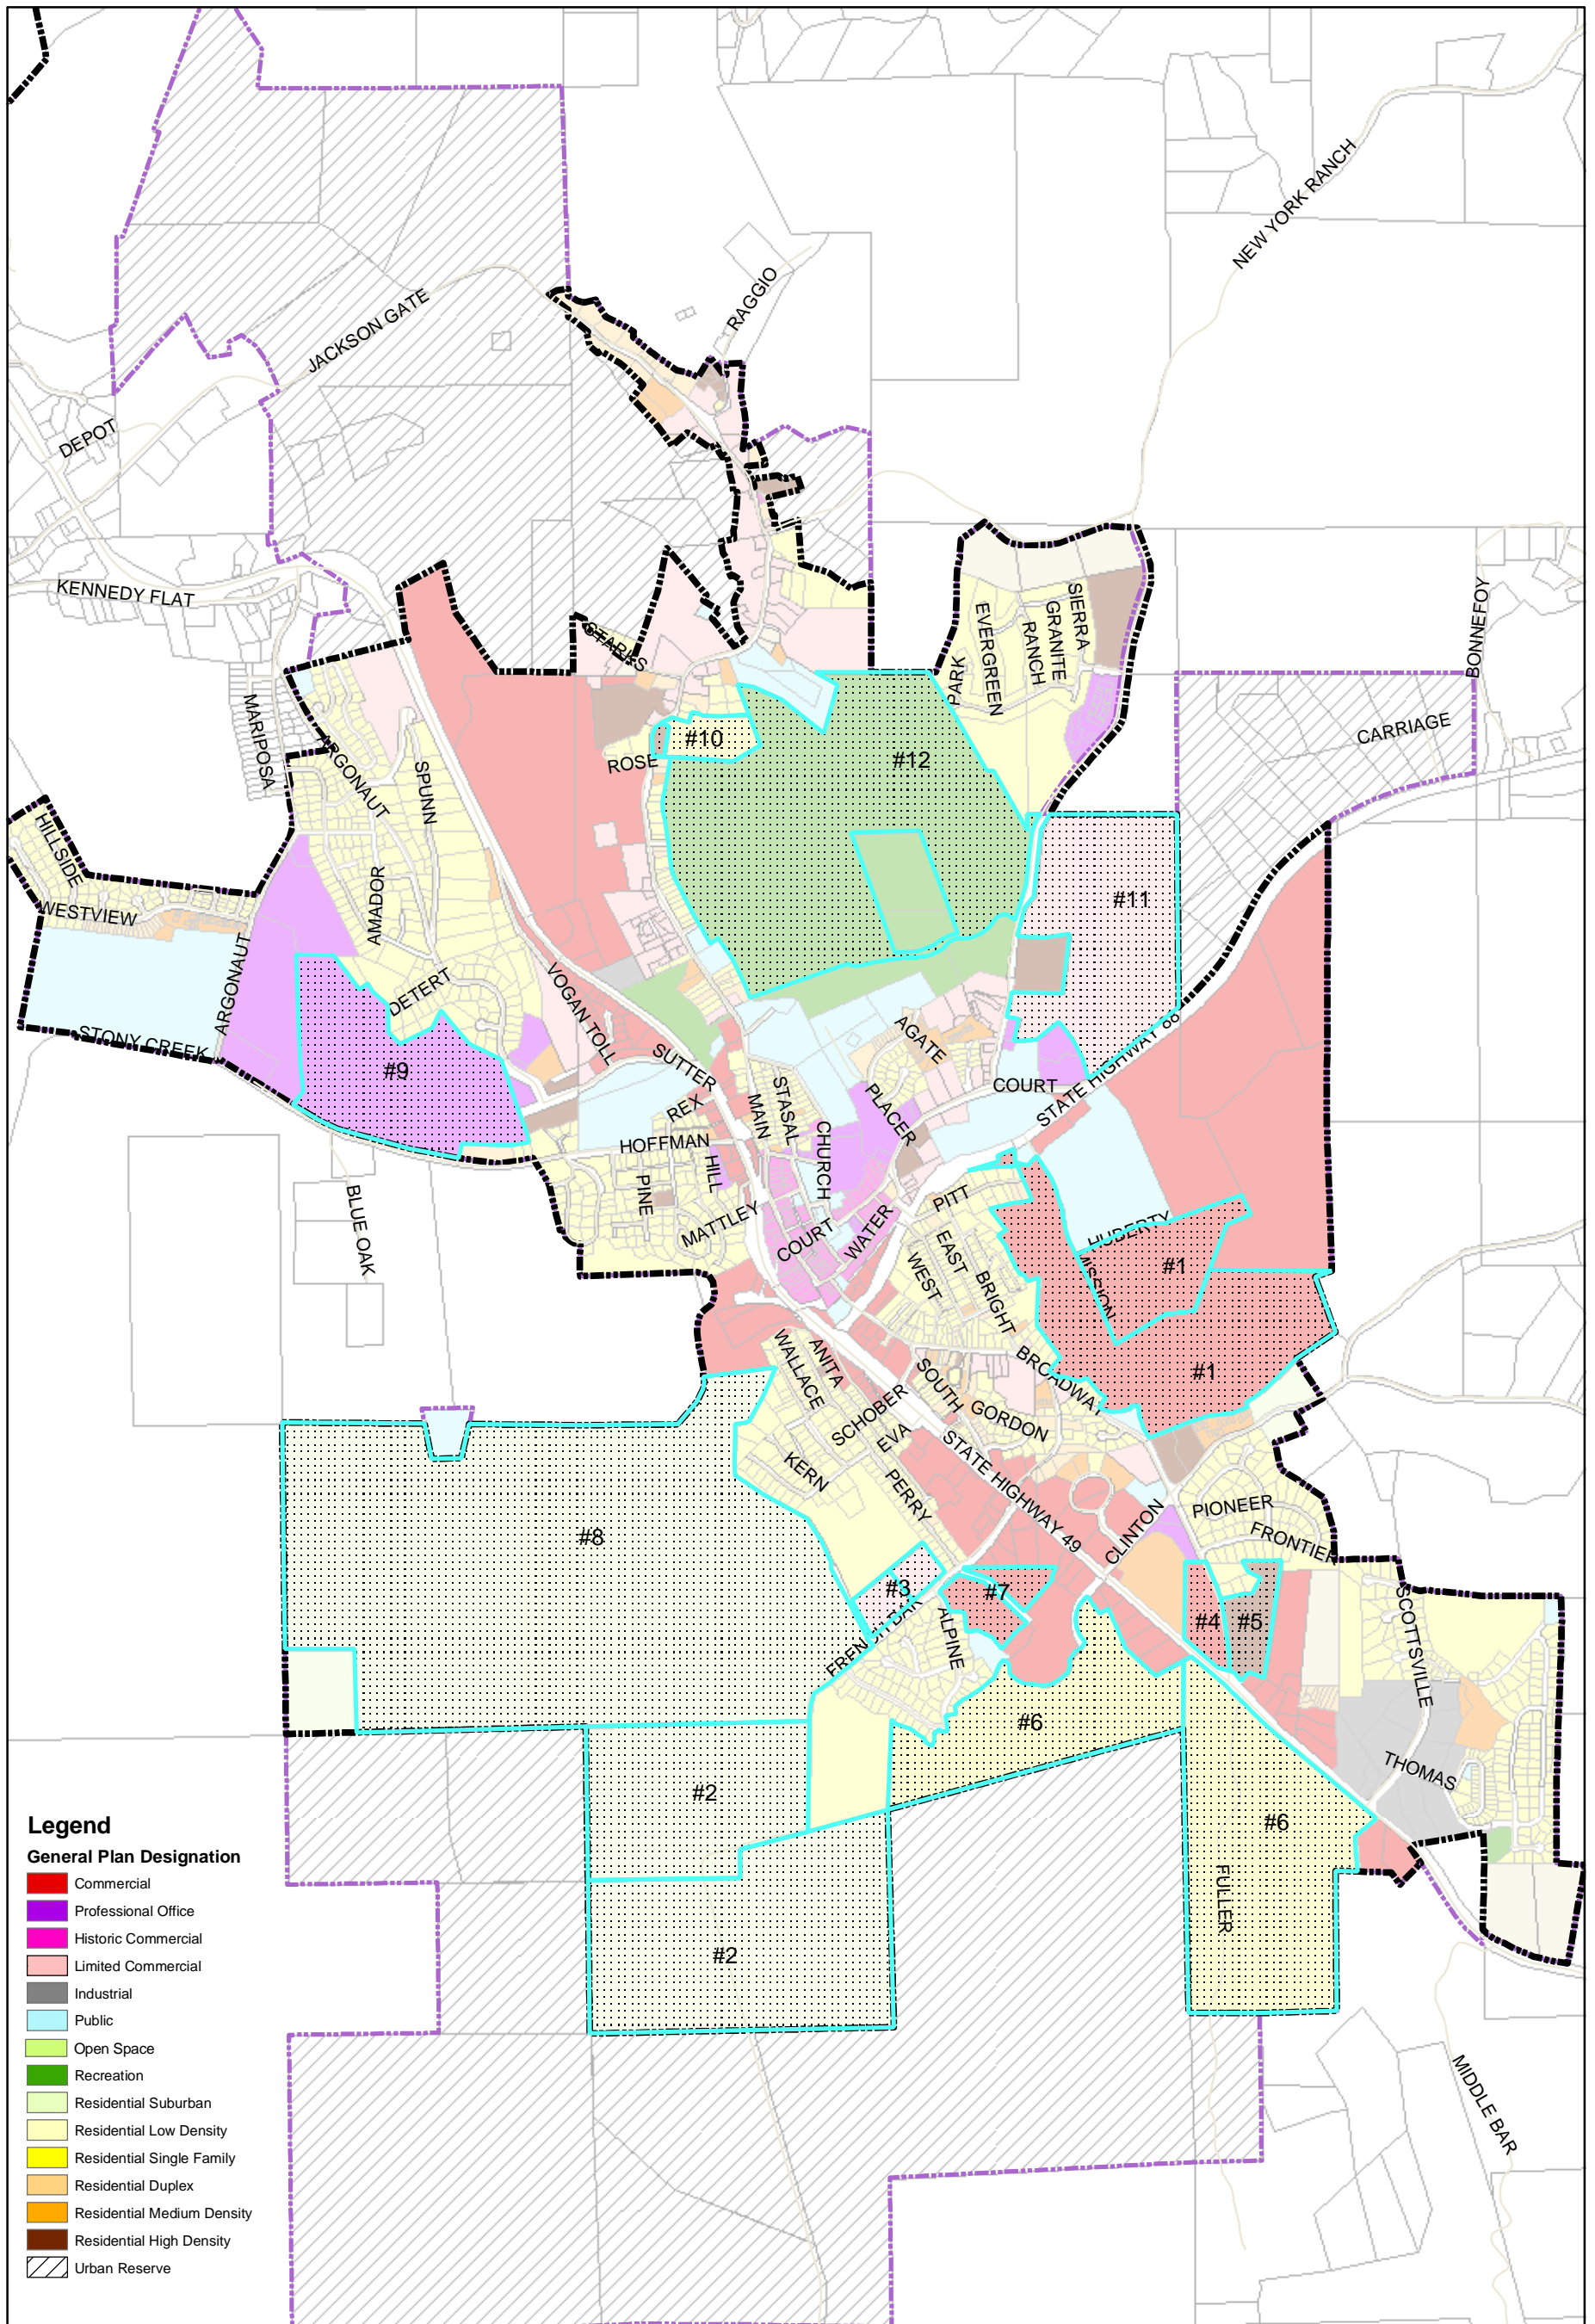 NEW YORK RANCH
RAGGIO
JACKSON GATE
DEPOT
KENNEDY FLAT
BONNEFOY
STARKS
SIERRA
GRANITE
RANCH
EVERGREEN
PARK
MARIPOSA
ARGONAUT
SPUNN
CARRIAGE
#10
#12
ROSE
HILLSIDE
AMADOR
#11
WESTVIEW
ARGONAUT
DETERT
VOGAN TOLL
STONY CREEK
#9
SUTTER
AGATE
STATE HIGHWAY 88
COURT
PLACER
STASAL
MAIN
REX
CHURCH
HOFFMAN
HILL
PINE
MATTLEY
BLUE OAK
COURT
WATER
PITT
EAST
WEST
BRIGHT
HUBERTY
MISSION
#1
#1
WALLACE
ANITA
SCHOBER
SOUTH
BROADWAY
GORDON
EVA
KERN
PERRY
STATE HIGHWAY 49
CLINTON
PIONEER
FRONTIER
#8
#3
#7
FRENCH BAR
ALPINE
#4
#5
SCOTTSVILLE
#6
THOMAS
#2
#6
FULLER
#2
MIDDLE BAR
Legend
General Plan Designation
Commercial
Professional Office
Historic Commercial
Limited Commercial
Industrial
Public
Open Space
Recreation
Residential Suburban
Residential Low Density
Residential Single Family
Residential Duplex
Residential Medium Density
Residential High Density
Urban Reserve